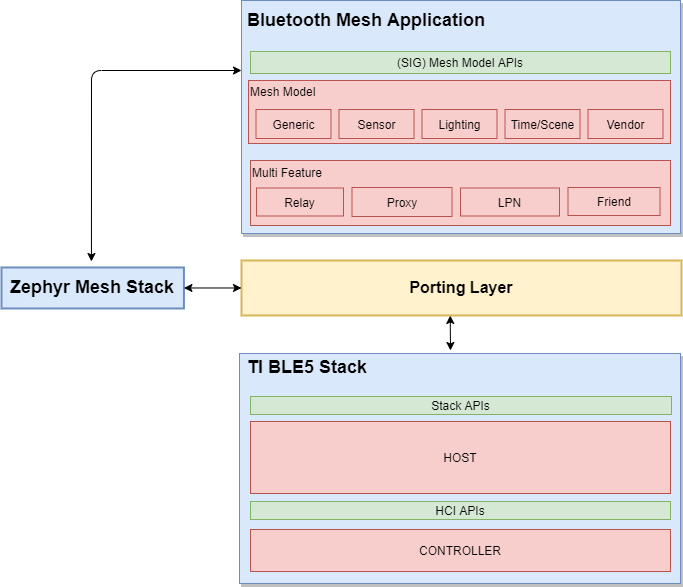 Bluetooth Mesh Application
(SIG) Mesh Model APIs
Mesh Model
Generic
Sensor
Lighting
Time/Scene
Vendor
Multi Feature
Relay
Proxy
LPN
Friend
Zephyr Mesh Stack
Porting Layer
TI BLE5 Stack
Stack APIs
HOST
HCI APIs
CONTROLLER